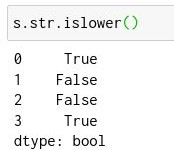 s.str.islower()
0 True
1 False
2 False
3 True
dtype: bool